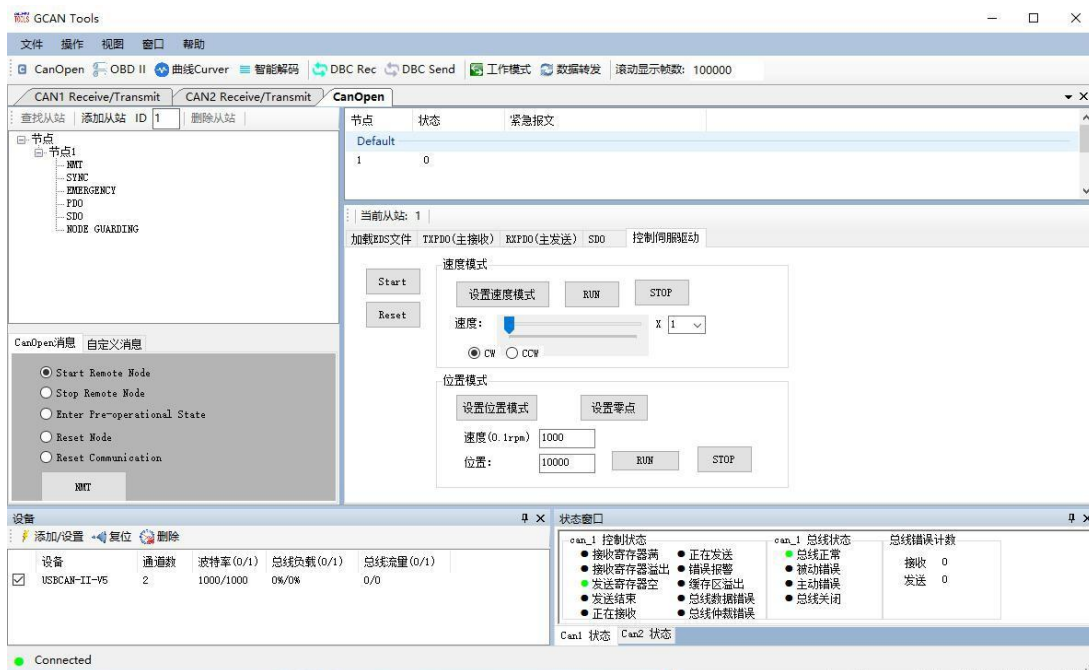 GCAN Tools
文件 操作 视图 窗口 帮助
CanOpen OBD II 曲线Curver 智能解码 DBC Rec DBC Send 工作模式 数据转发 滚动显示帧数: 100000
CAN1 Receive/Transmit CAN2 Receive/Transmit CanOpen
查找从站 添加从站 ID 1 删除从站
节点
节点1
NMT
SYNC
EMERGENCY
PDO
SDO
NODE GUARDING
节点 状态 紧急报文
Default
1 0
当前从站: 1
加载EDS文件 TXPDO(主接收) RXPDO(主发送) SDO 控制伺服驱动
Start
Reset
速度模式
设置速度模式 RUN STOP
速度: X 1
CW CCW
位置模式
设置位置模式 设置零点
速度(0.1rpm) 1000
位置: 10000 RUN STOP
CanOpen消息 自定义消息
Start Remote Node
Stop Remote Node
Enter Pre-operational State
Reset Node
Reset Communication
NMT
设备
添加/设置 复位 删除
设备 通道数 波特率(0/1) 总线负载(0/1) 总线流量(0/1)
USBCAN-II-V5 2 1000/1000 0%/0% 0/0
状态窗口
can_1 控制状态
接收寄存器满 正在发送
接收寄存器溢出 错误报警
发送寄存器空 缓存区溢出
发送结束 总线数据错误
正在接收 总线仲裁错误
can_1 总线状态
总线正常
被动错误
主动错误
总线关闭
总线错误计数
接收 0
发送 0
Can1 状态 Can2 状态
Connected